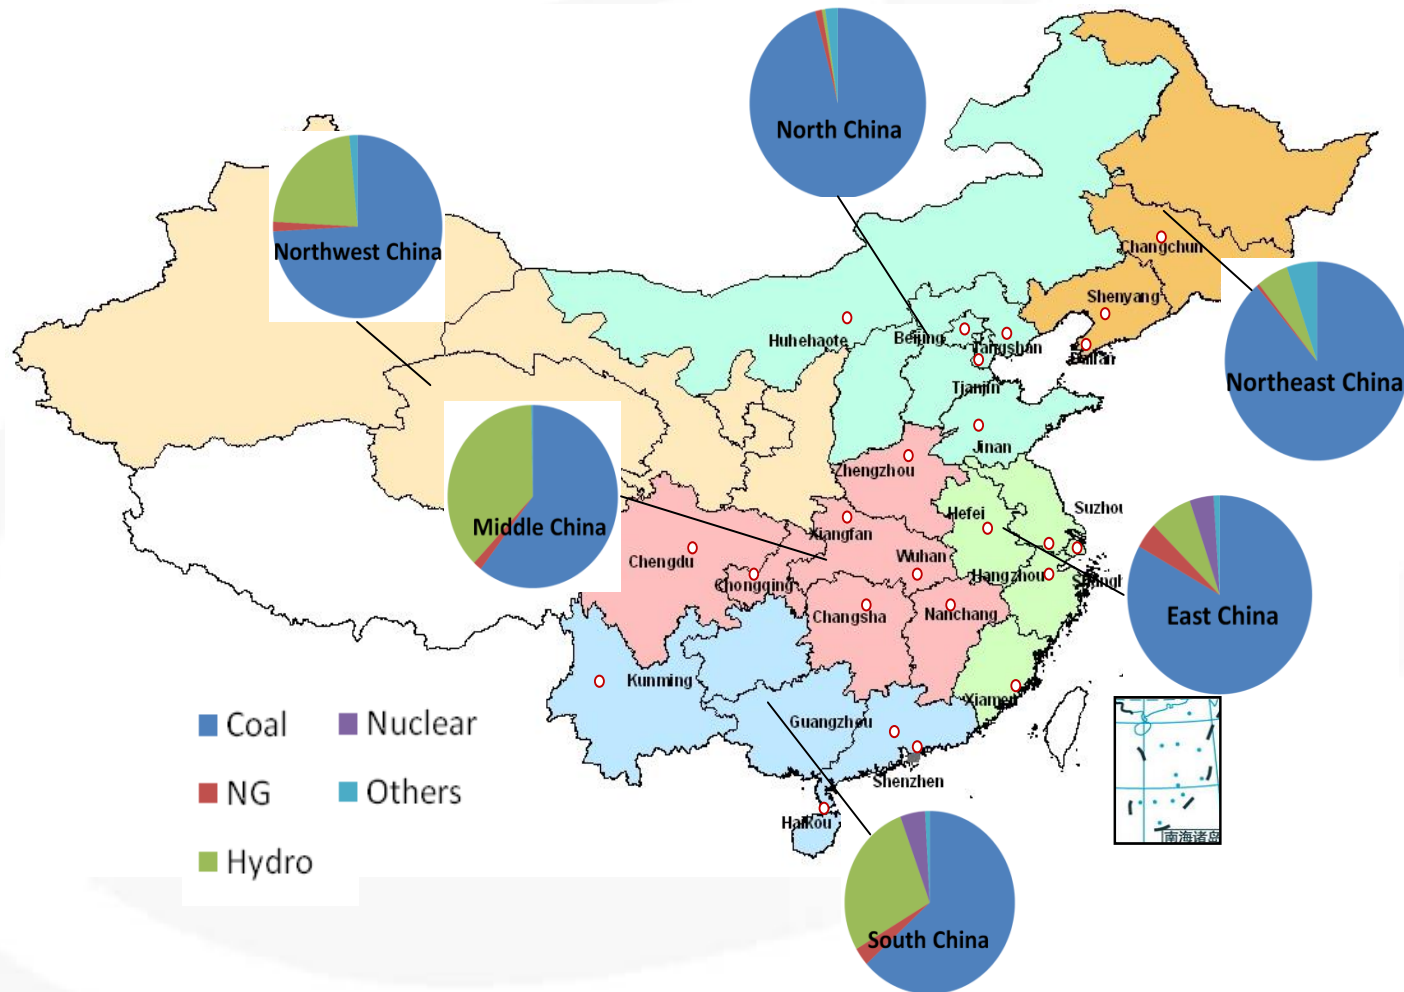 North China
Northwest China
Changchun
Shenyang
Huhehaote
Beijing
Tangshan
Dalian
Northeast China
Tjanjin
Jinan
Zhengzhou
Middle China
Xiangfan
Hefei
Suzhou
Chengdu
Wuhan
Chongqing
Hangzhou
Changsha
Nanchang
East China
Kunming
Xiamen
Guangzhou
Shenzhen
Haikou
South China
Coal
Nuclear
NG
Others
Hydro
南海诸岛